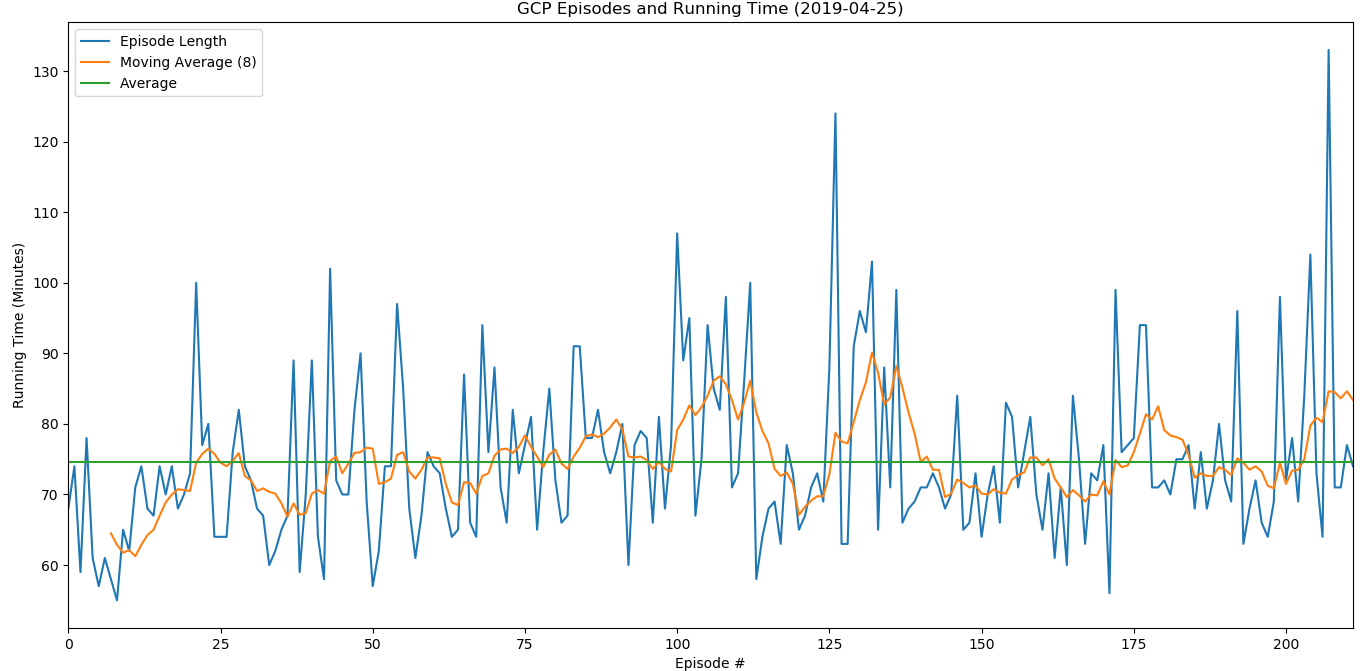 GCP Episodes and Running Time (2019-04-25)
Episode Length
Moving Average (8)
Average
Running Time (Minutes)
130
120
110
100
90
80
70
60
0 25 50 75 100 125 150 175 200
Episode #